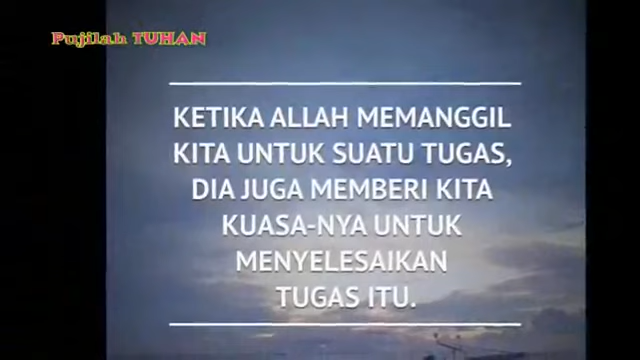 Pujilah TUHAN
KETIKA ALLAH MEMANGGIL
KITA UNTUK SUATU TUGAS,
DIA JUGA MEMBERI KITA
KUASA-NYA UNTUK
MENYELESAIKAN
TUGAS ITU.